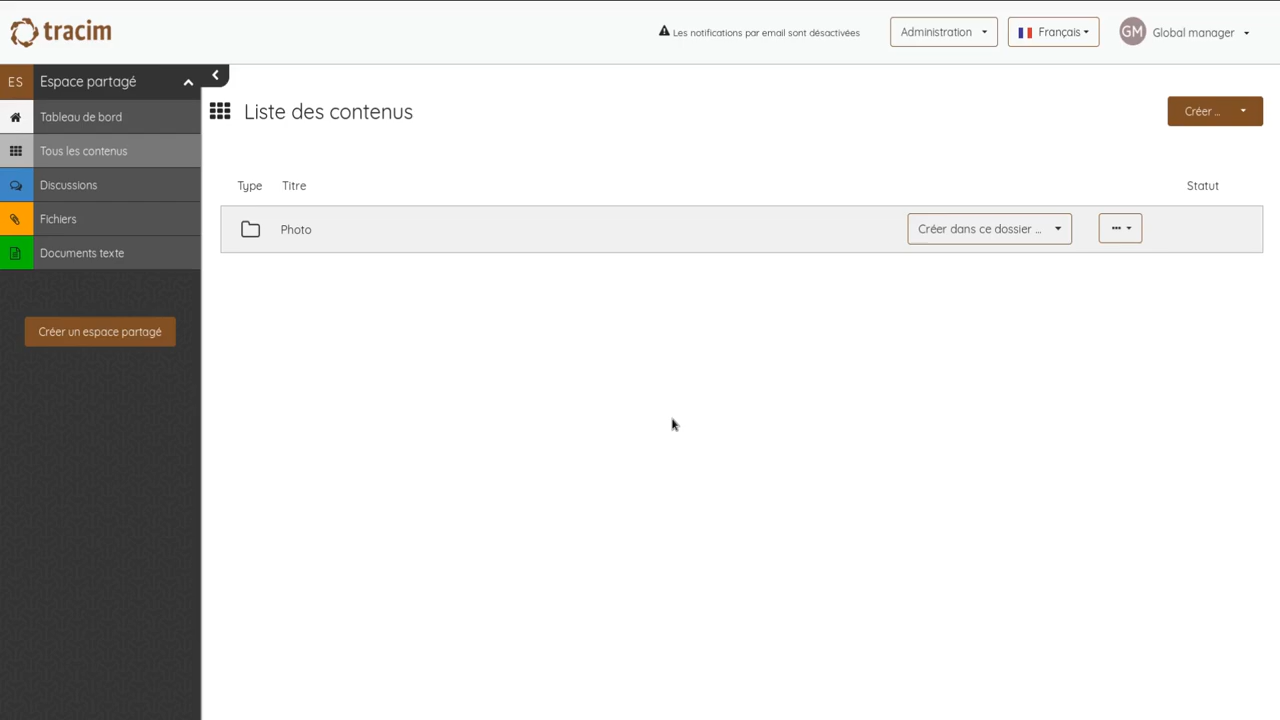 tracim
Les notifications par email sont désactivées
Administration
Français
GM Global manager
ES Espace partagé
Tableau de bord
Tous les contenus
Discussions
Fichiers
Documents texte
Créer un espace partagé
Liste des contenus
Créer ...
Type Titre Statut
Photo Créer dans ce dossier ...